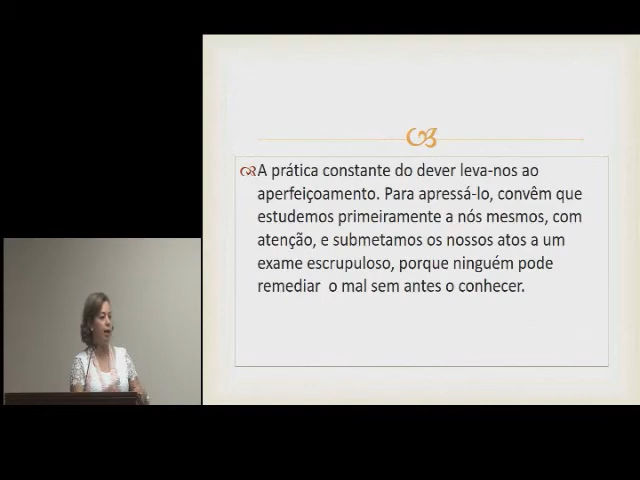 A prática constante do dever leva-nos ao
aperfeiçoamento. Para apressá-lo, convêm que
estudemos primeiramente a nós mesmos, com
atenção, e submetamos os nossos atos a um
exame escrupuloso, porque ninguém pode
remediar o mal sem antes o conhecer.